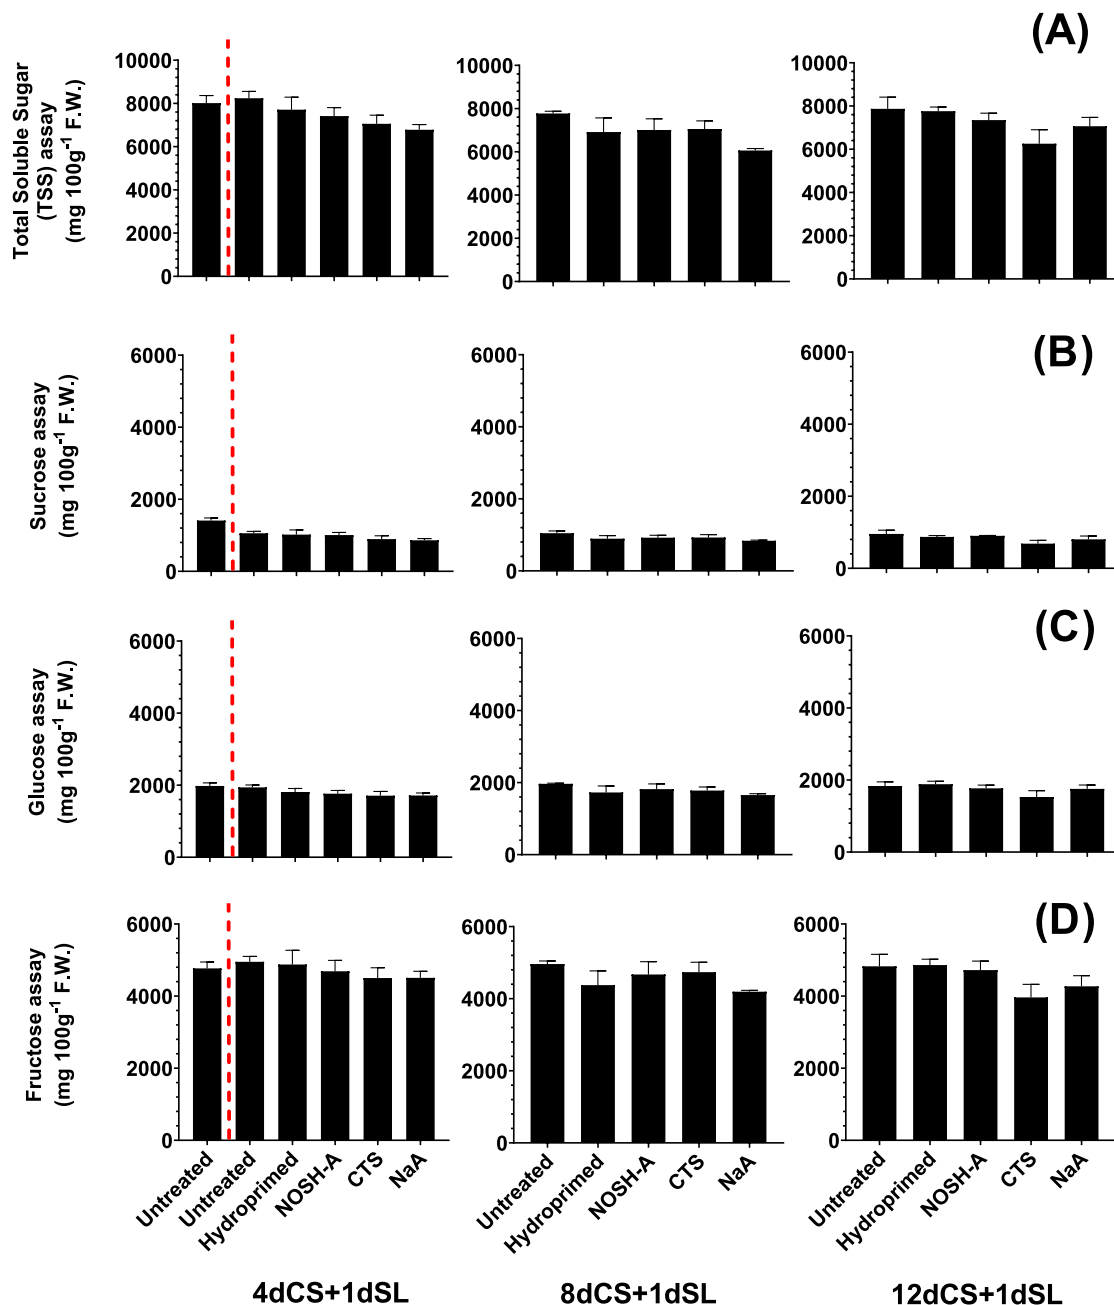 (A)
Total Soluble Sugar
(TSS) assay
(mg 100g⁻¹ F.W.)
10000
8000
6000
4000
2000
0
10000
8000
6000
4000
2000
0
10000
8000
6000
4000
2000
0
(B)
Sucrose assay
(mg 100g⁻¹ F.W.)
6000
4000
2000
0
6000
4000
2000
0
6000
4000
2000
0
(C)
Glucose assay
(mg 100g⁻¹ F.W.)
6000
4000
2000
0
6000
4000
2000
0
6000
4000
2000
0
(D)
Fructose assay
(mg 100g⁻¹ F.W.)
6000
4000
2000
0
6000
4000
2000
0
6000
4000
2000
0
Untreated
Untreated
Hydroprimed
NOSH-A
CTS
NaA
Untreated
Hydroprimed
NOSH-A
CTS
NaA
Untreated
Hydroprimed
NOSH-A
CTS
NaA
4dCS+1dSL
8dCS+1dSL
12dCS+1dSL